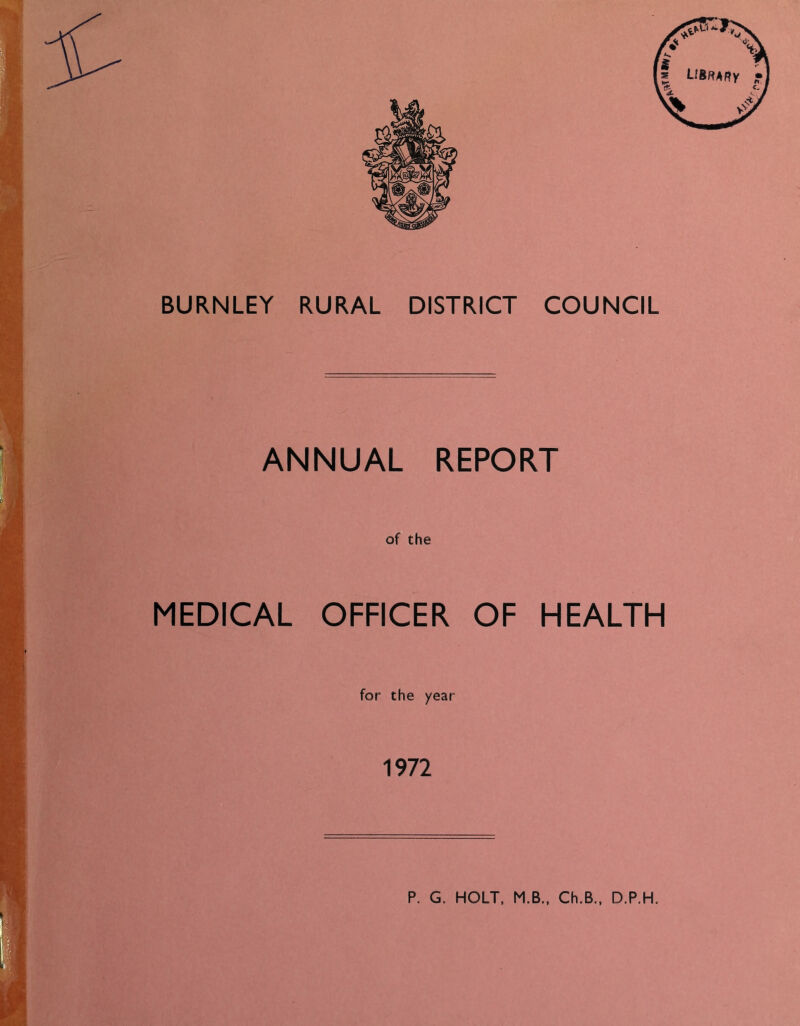 II
LIBRARY
BURNLEY RURAL DISTRICT COUNCIL
ANNUAL REPORT
of the
MEDICAL OFFICER OF HEALTH
for the year
1972
P. G. HOLT, M.B., Ch.B., D.P.H.